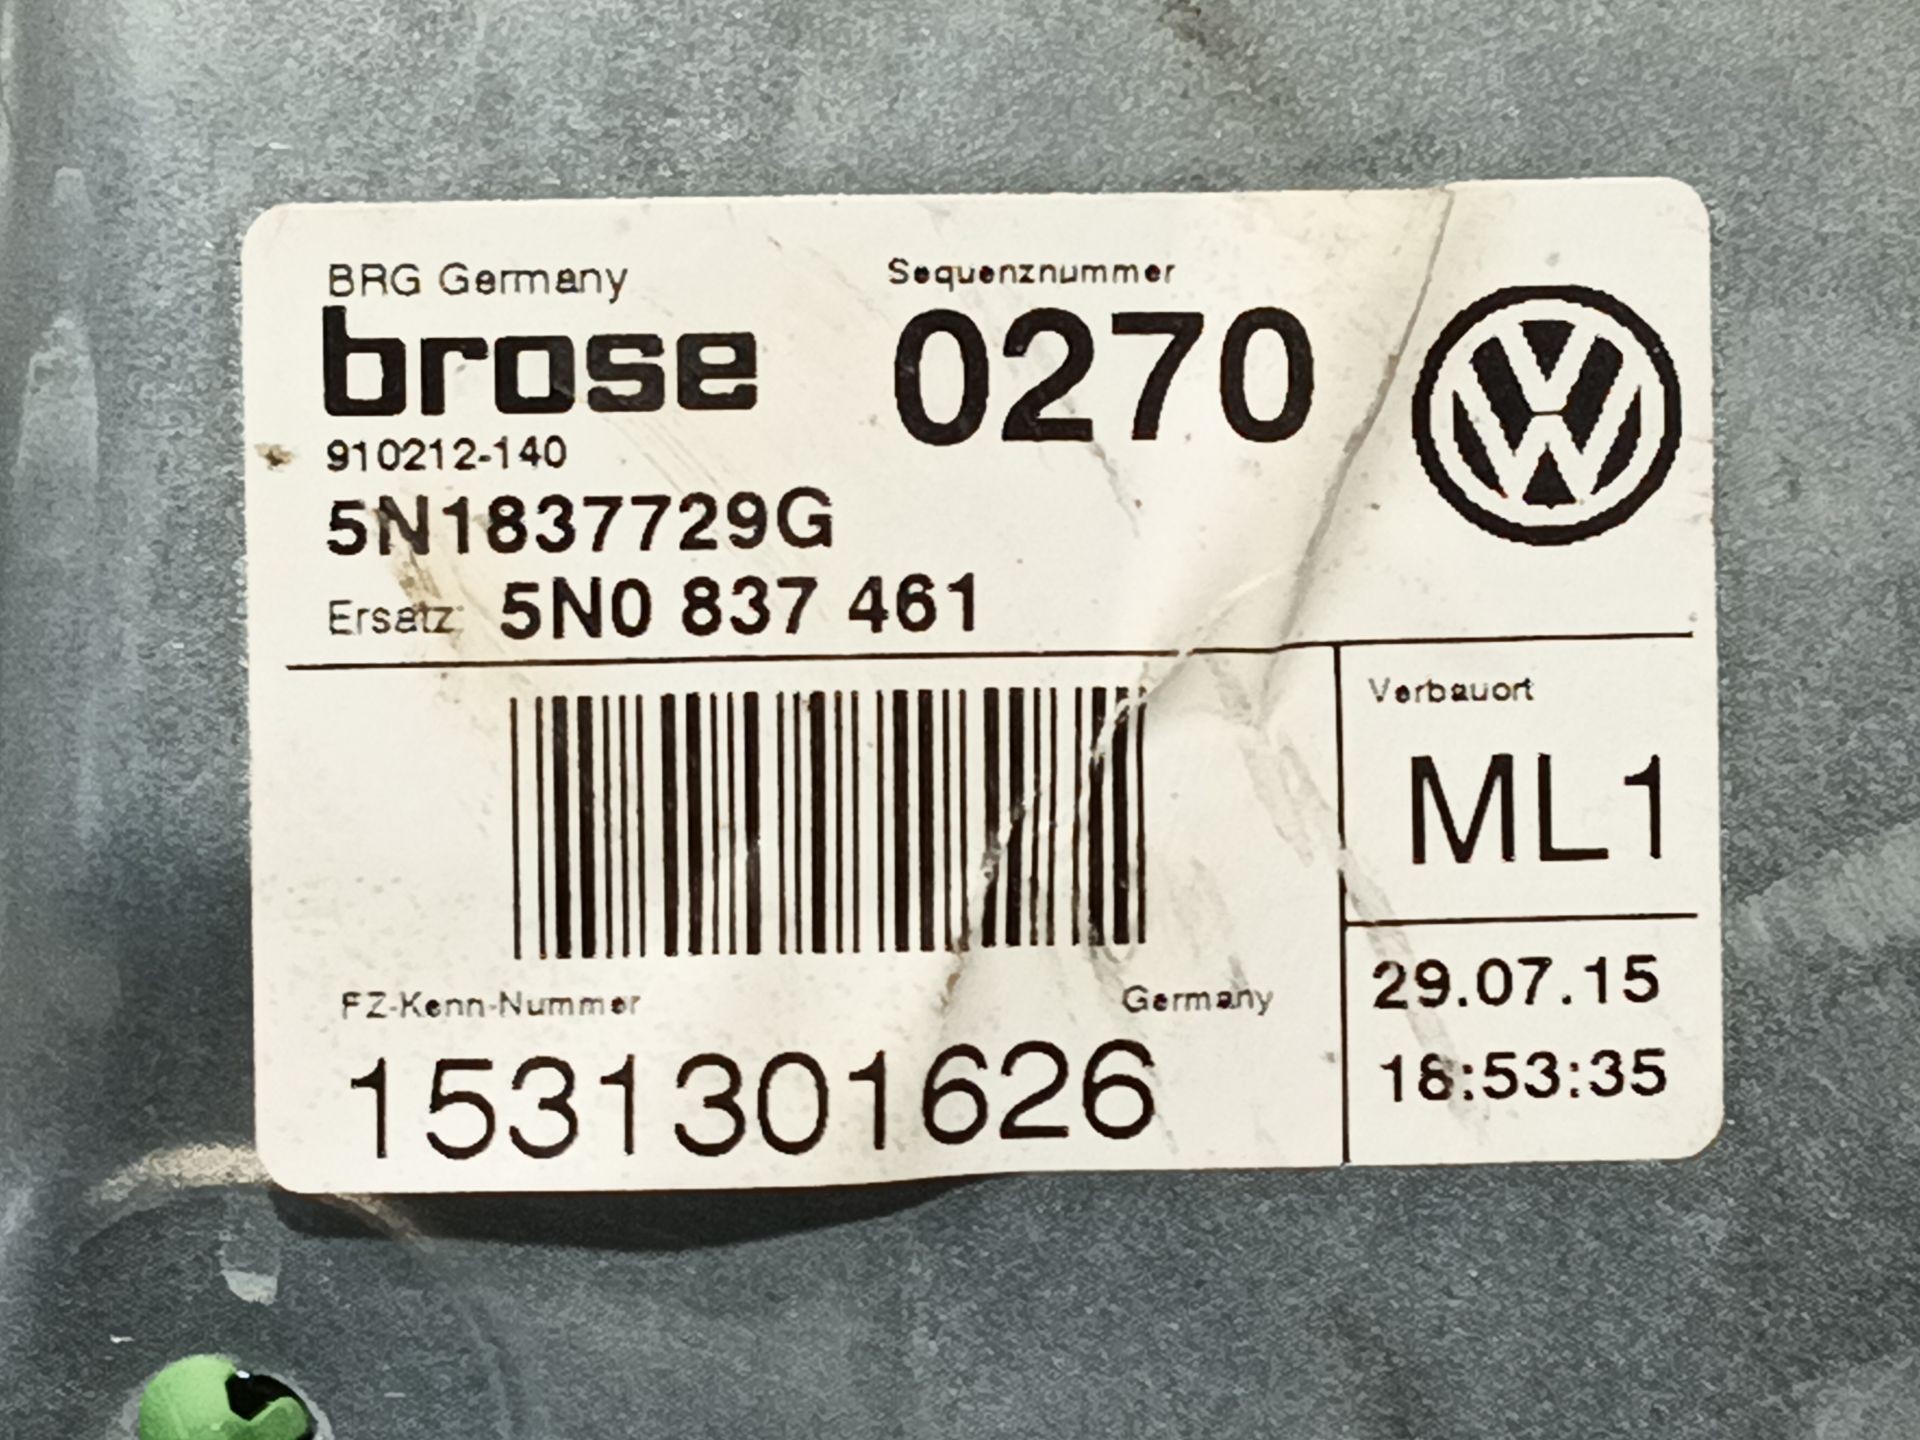 BRG Germany
brose
910212-140
5N1837729G
Ersatz: 5N0 837 461
Sequenznummer
0270
Verbauort
ML1
FZ-Kenn-Nummer
Germany
1531301626
29.07.15
18:53:35